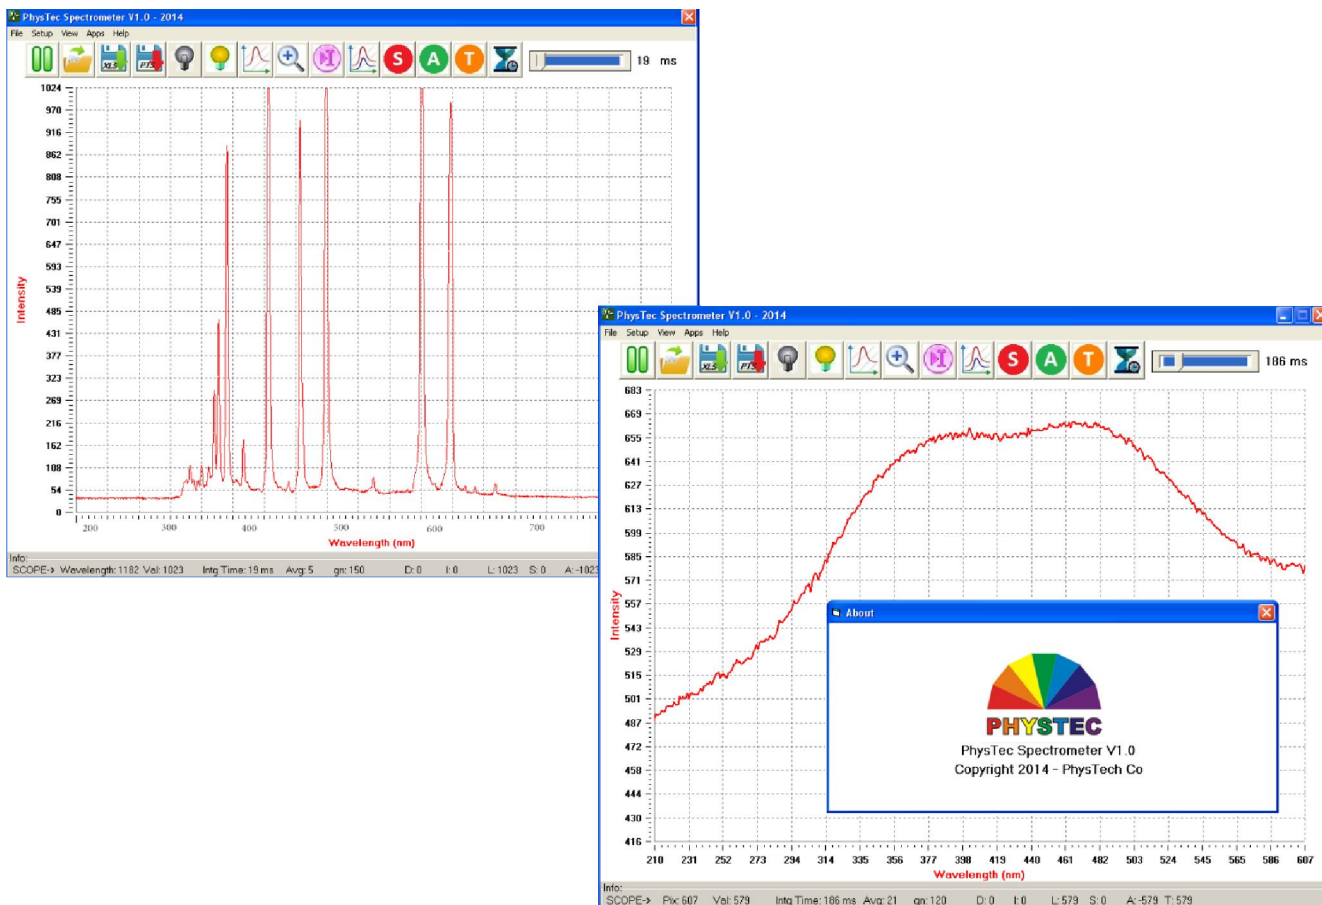 PhysTec Spectrometer V1.0 - 2014
File Setup View Apps Help
XLS PTS S A T 19 ms
1024
970
916
862
808
755
701
647
593
539
485
431
377
323
269
216
162
108
54
0
Intensity
200 300 400 500 600 700
Wavelength (nm)
Info:
SCOPE-> Wavelength: 1182 Val: 1023 Intg Time: 19 ms Avg: 5 gn: 150 D: 0 I: 0 L: 1023 S: 0 A: -1023
PhysTec Spectrometer V1.0 - 2014
File Setup View Apps Help
XLS PTS S A T 186 ms
683
669
655
641
627
613
599
585
571
557
543
529
515
501
487
472
458
444
430
416
Intensity
210 231 252 273 294 314 335 356 377 398 419 440 461 482 503 524 545 565 586 607
Wavelength (nm)
Info:
SCOPE-> Pix: 607 Val: 579 Intg Time: 186 ms Avg: 21 gn: 120 D: 0 I: 0 L: 579 S: 0 A: -579 T: 579
About
PHYSTEC
PhysTec Spectrometer V1.0
Copyright 2014 - PhysTech Co